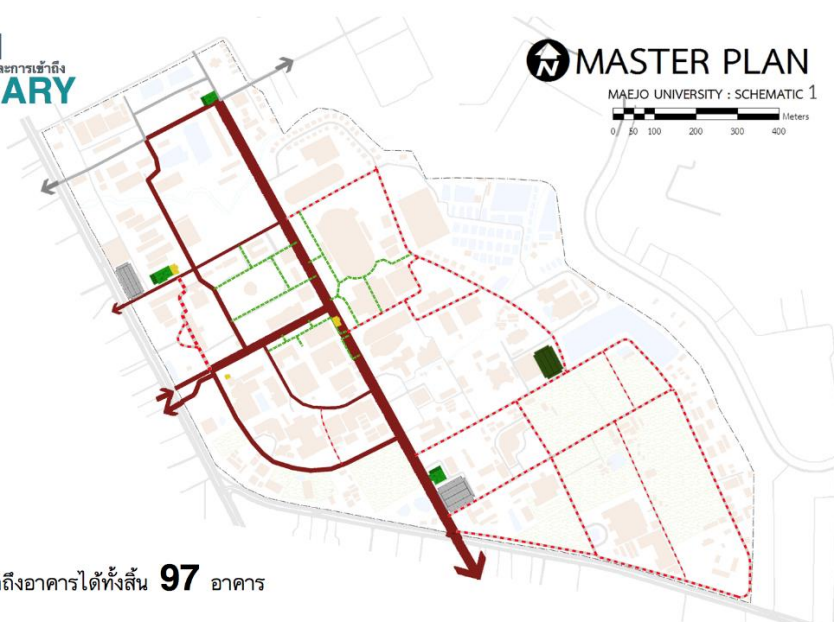 และการเข้าถึง
ARY
MASTER PLAN
MAEJO UNIVERSITY : SCHEMATIC 1
Meters
0 50 100 200 300 400
ถึงอาคารได้ทั้งสิ้น 97 อาคาร